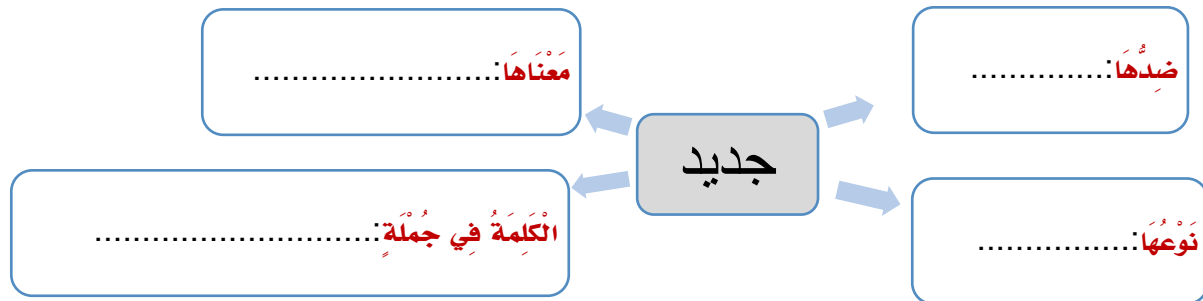 ضِدُّهَا:..............
مَعْنَاهَا:.........................
جديد
الْكَلِمَةُ فِي جُمْلَةٍ:.............................
نَوْعُهَا:................